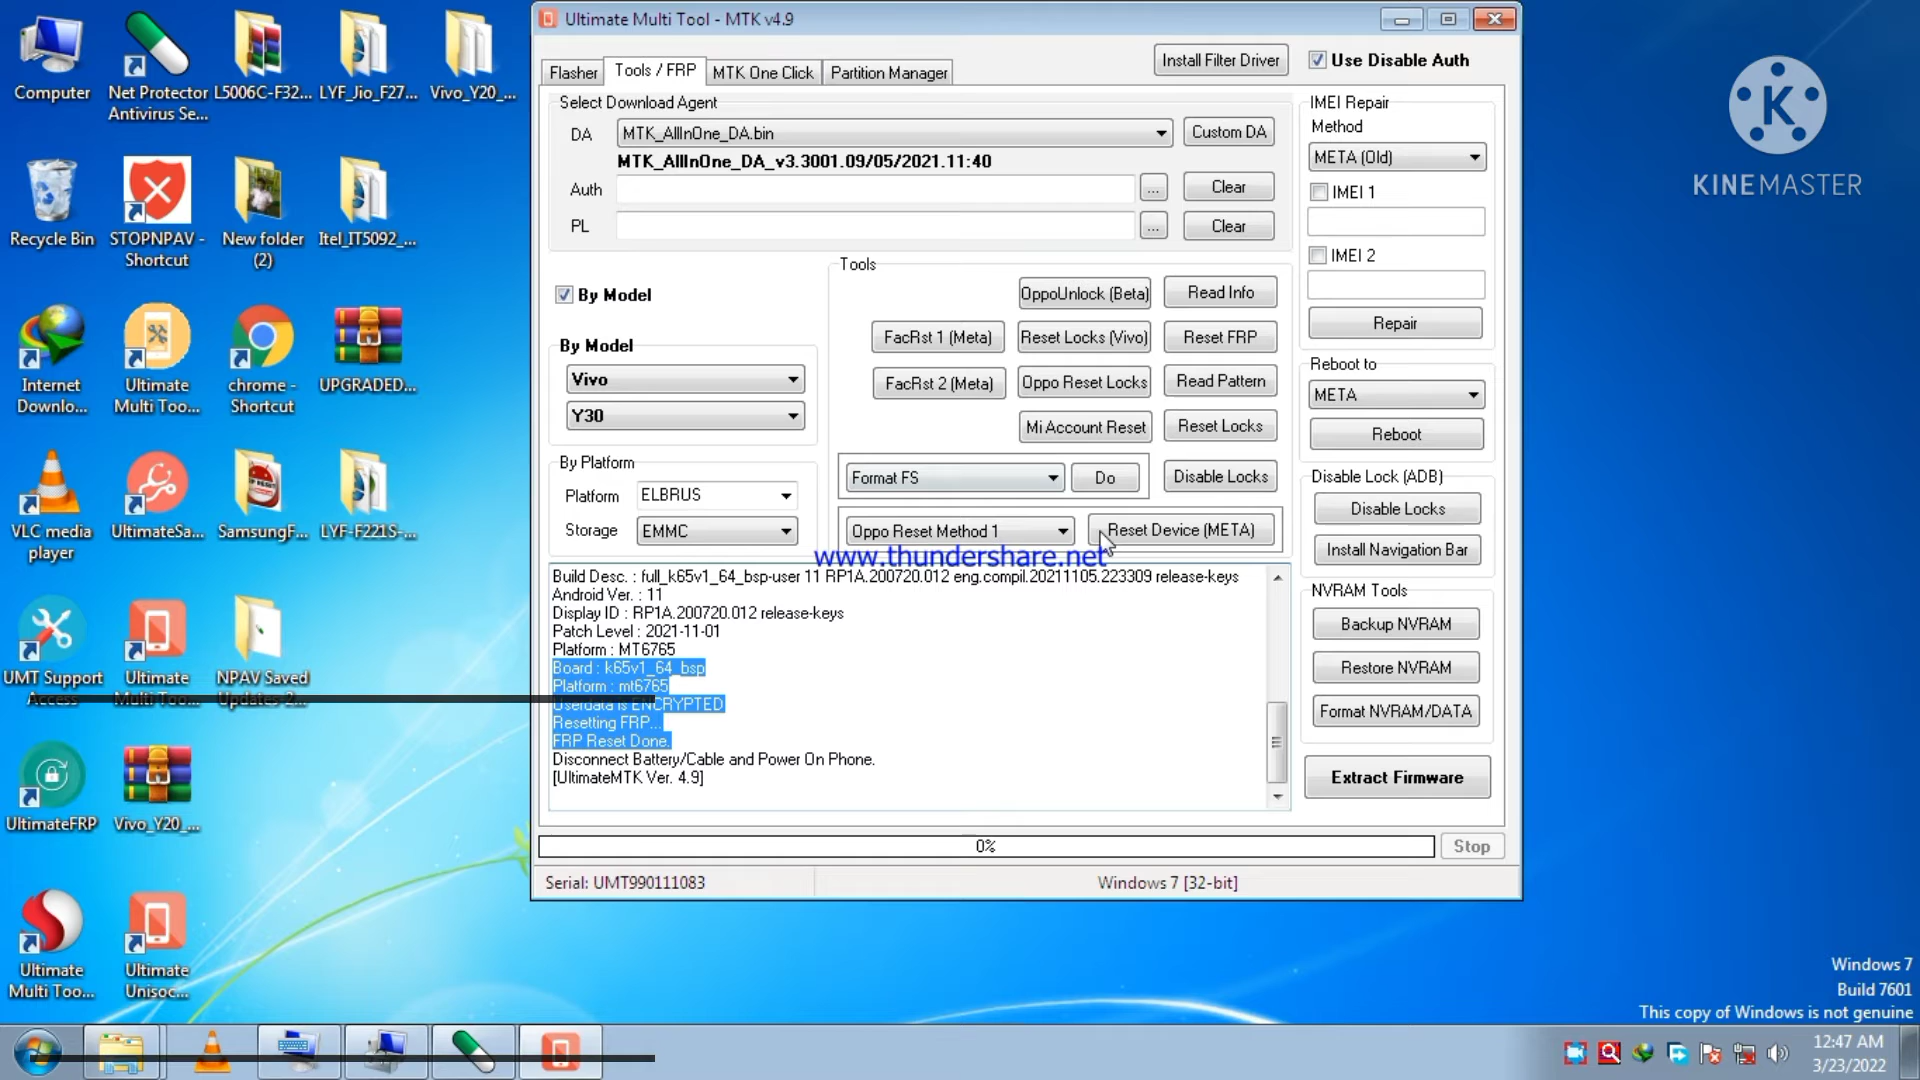 Ultimate Multi Tool - MTK v4.9
Flasher
Tools / FRP
MTK One Click
Partition Manager
Install Filter Driver
Use Disable Auth
Select Download Agent
DA
MTK_AllInOne_DA.bin
Custom DA
MTK_AllInOne_DA_v3.3001.09/05/2021.11:40
Auth
...
Clear
PL
...
Clear
By Model
By Model
Vivo
Y30
By Platform
Platform
ELBRUS
Storage
EMMC
Tools
OppoUnlock (Beta)
Read Info
FacRst 1 (Meta)
Reset Locks (Vivo)
Reset FRP
FacRst 2 (Meta)
Oppo Reset Locks
Read Pattern
Mi Account Reset
Reset Locks
Format FS
Do
Disable Locks
Oppo Reset Method 1
Reset Device (META)
www.thundershare.net
Build Desc. : full_k65v1_64_bsp-user 11 RP1A.200720.012 eng.compil.20211105.223309 release-keys
Android Ver. : 11
Display ID : RP1A.200720.012 release-keys
Patch Level : 2021-11-01
Platform : MT6765
Board : k65v1_64_bsp
Platform : mt6765
Userdata is ENCRYPTED
Resetting FRP...
FRP Reset Done.
Disconnect Battery/Cable and Power On Phone.
[UltimateMTK Ver. 4.9]
IMEI Repair
Method
META (Old)
IMEI 1
IMEI 2
Repair
Reboot to
META
Reboot
Disable Lock (ADB)
Disable Locks
Install Navigation Bar
NVRAM Tools
Backup NVRAM
Restore NVRAM
Format NVRAM/DATA
Extract Firmware
0%
Stop
Serial: UMT990111083
Windows 7 [32-bit]
Computer
Net Protector
Antivirus Se...
L5006C-F32...
LYF_Jio_F27...
Vivo_Y20_...
Recycle Bin
STOPNPAV -
Shortcut
New folder
(2)
Itel_IT5092_...
Internet
Downlo...
Ultimate
Multi Too...
chrome -
Shortcut
UPGRADED...
VLC media
player
UltimateSa...
SamsungF...
LYF-F221S-...
UMT Support
Access
Ultimate
Multi Too...
NPAV Saved
Updates 2...
UltimateFRP
Vivo_Y20_...
Ultimate
Multi Too...
Ultimate
Unisoc...
K
KINEMASTER
Windows 7
Build 7601
This copy of Windows is not genuine
12:47 AM
3/23/2022